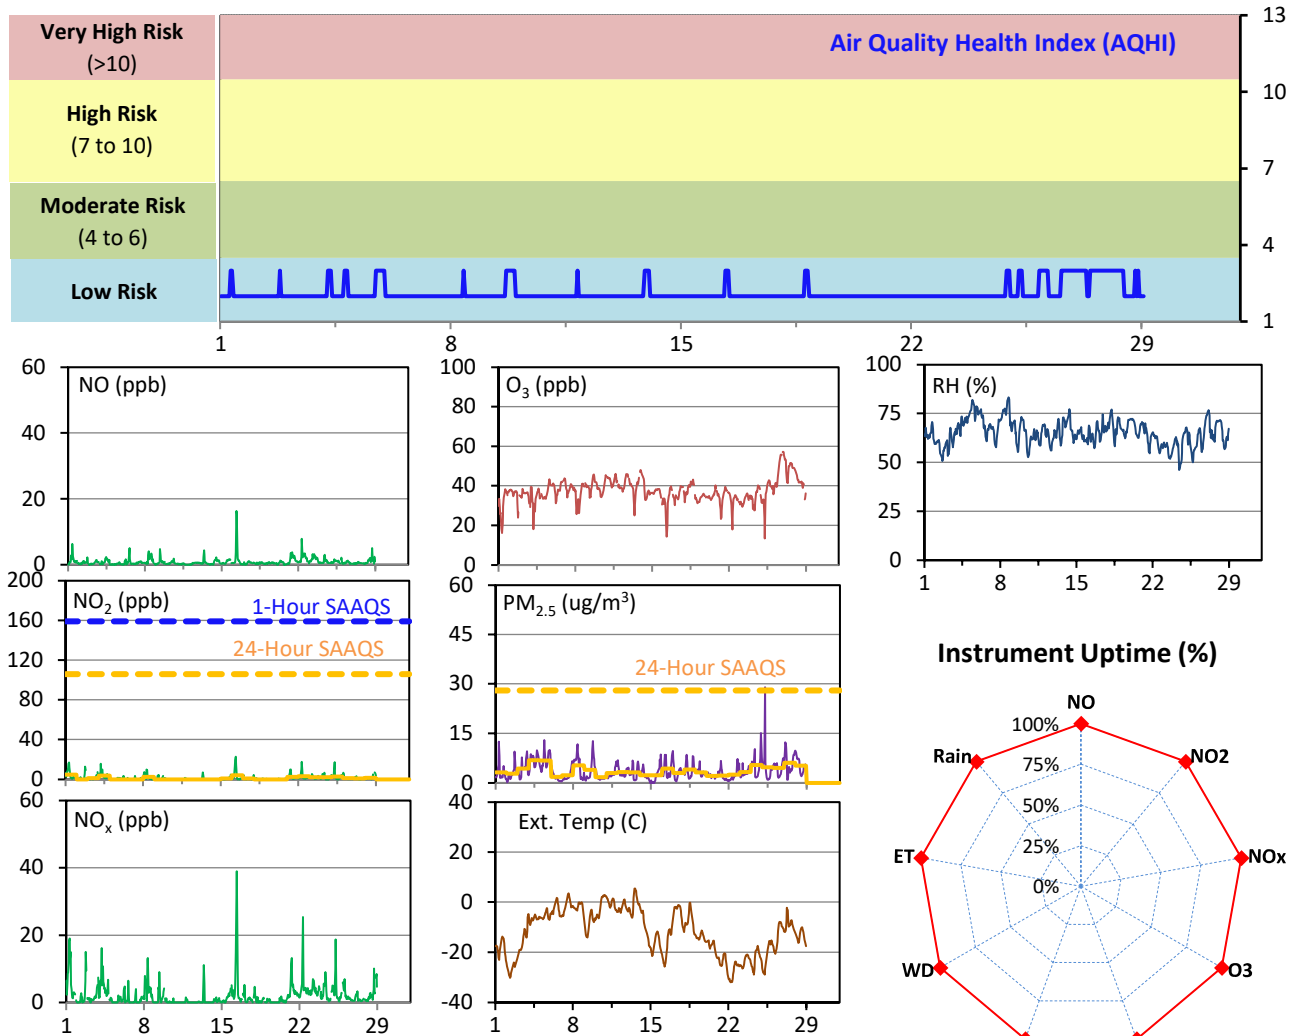 Very High Risk
(>10)
High Risk
(7 to 10)
Moderate Risk
(4 to 6)
Low Risk
Air Quality Health Index (AQHI)
13
10
7
4
1
1 8 15 22 29
NO (ppb)
60
40
20
0
O3 (ppb)
100
80
60
40
20
0
RH (%)
100
75
50
25
0
1 8 15 22 29
NO2 (ppb)
1-Hour SAAQS
24-Hour SAAQS
200
160
120
80
40
0
PM2.5 (ug/m3)
24-Hour SAAQS
60
45
30
15
0
NOx (ppb)
60
40
20
0
1 8 15 22 29
Ext. Temp (C)
40
20
0
-20
-40
1 8 15 22 29
Instrument Uptime (%)
NO
100%
75%
50%
25%
0%
Rain
NO2
ET
NOx
WD
O3